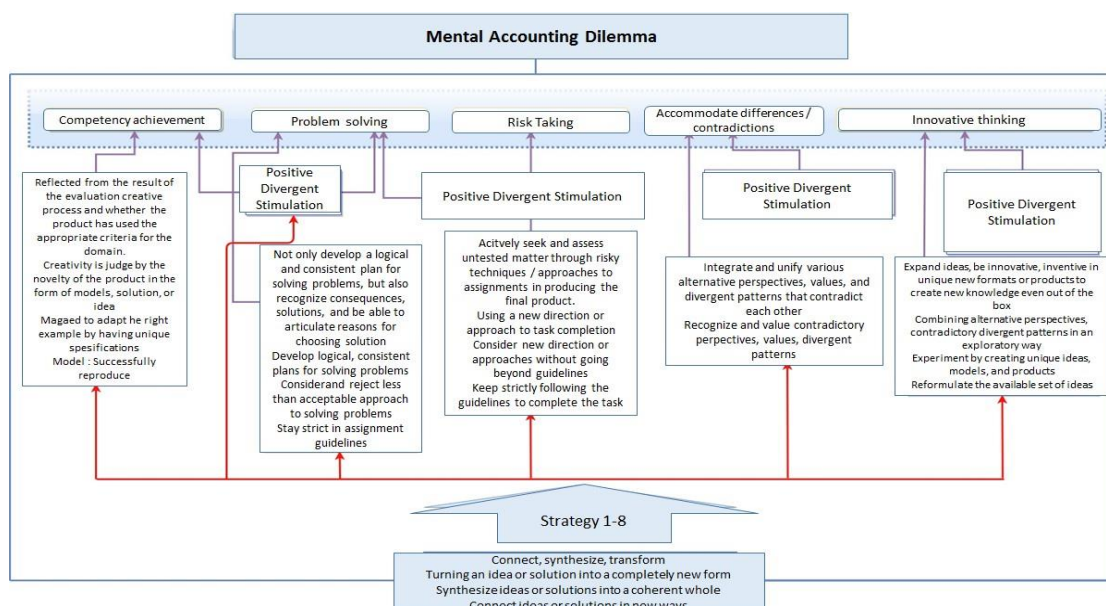 Mental Accounting Dilemma
Competency achievement
Problem solving
Risk Taking
Accommodate differences /
contradictions
Innovative thinking
Reflected from the result of
the evaluation creative
process and whether the
product has used the
appropriate criteria for the
domain.
Creativity is judge by the
novelty of the product in the
form of models, solution, or
idea
Magaed to adapt he right
example by having unique
spesifications
Model : Successfully
reproduce
Positive
Divergent
Stimulation
Not only develop a logical
and consistent plan for
solving problems, but also
recognize consequences,
solutions, and be able to
articulate reasons for
choosing solution
Develop logical, consistent
plans for solving problems
Considerand reject less
than acceptable approach
to solving problems
Stay strict in assignment
guidelines
Positive Divergent Stimulation
Acitvely seek and assess
untested matter through risky
techniques / approaches to
assignments in producing the
final product.
Using a new direction or
approach to task completion
Consider new direction or
approaches without going
beyond guidelines
Keep strictly following the
guidelines to complete the task
Positive Divergent
Stimulation
Integrate and unify various
alternative perspectives, values, and
divergent patterns that contradict
each other
Recognize and value contradictory
perpectives, values, divergent
patterns
Positive Divergent
Stimulation
Expand ideas, be innovative, inventive in
unique new formats or products to
create new knowledge even out of the
box
Combining alternative perspectives,
contradictory divergent patterns in an
exploratory way
Experiment by creating unique ideas,
models, and products
Reformulate the available set of ideas
Strategy 1-8
Connect, synthesize, transform
Turning an idea or solution into a completely new form
Synthesize ideas or solutions into a coherent whole
Connect ideas or solutions in new ways